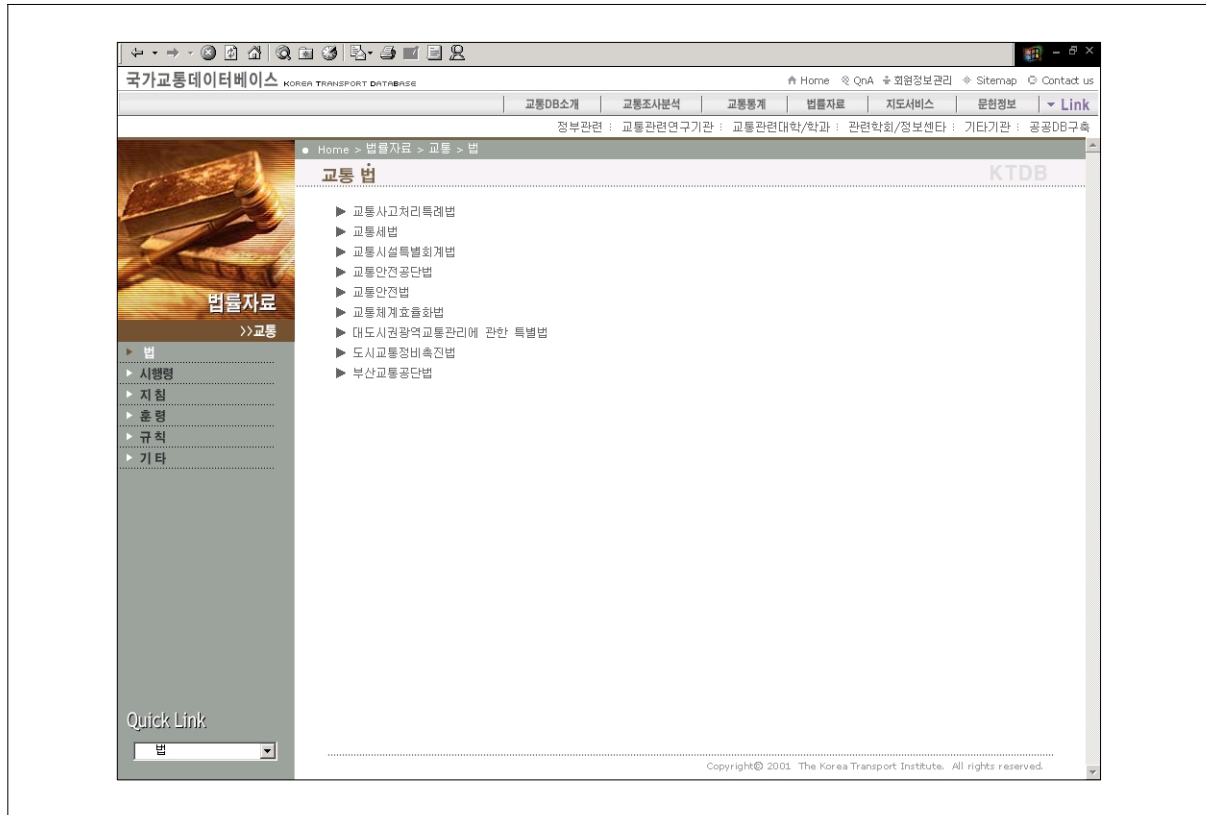 국가교통데이터베이스 KOREA TRANSPORT DATABASE
Home QnA 회원정보관리 Sitemap Contact us
교통DB소개 교통조사분석 교통통계 법률자료 지도서비스 문헌정보 Link
정부관련 교통관련연구기관 교통관련대학/학과 관련학회/정보센타 기타기관 공공DB구축
Home > 법률자료 > 교통 > 법
교통 법
KTDB
교통사고처리특례법
교통세법
교통시설특별회계법
교통안전공단법
교통안전법
교통체계효율화법
대도시권광역교통관리에 관한 특별법
도시교통정비촉진법
부산교통공단법
법률자료
>>교통
법
시행령
지침
훈령
규칙
기타
Quick Link
법
Copyright© 2001 The Korea Transport Institute. All rights reserved.